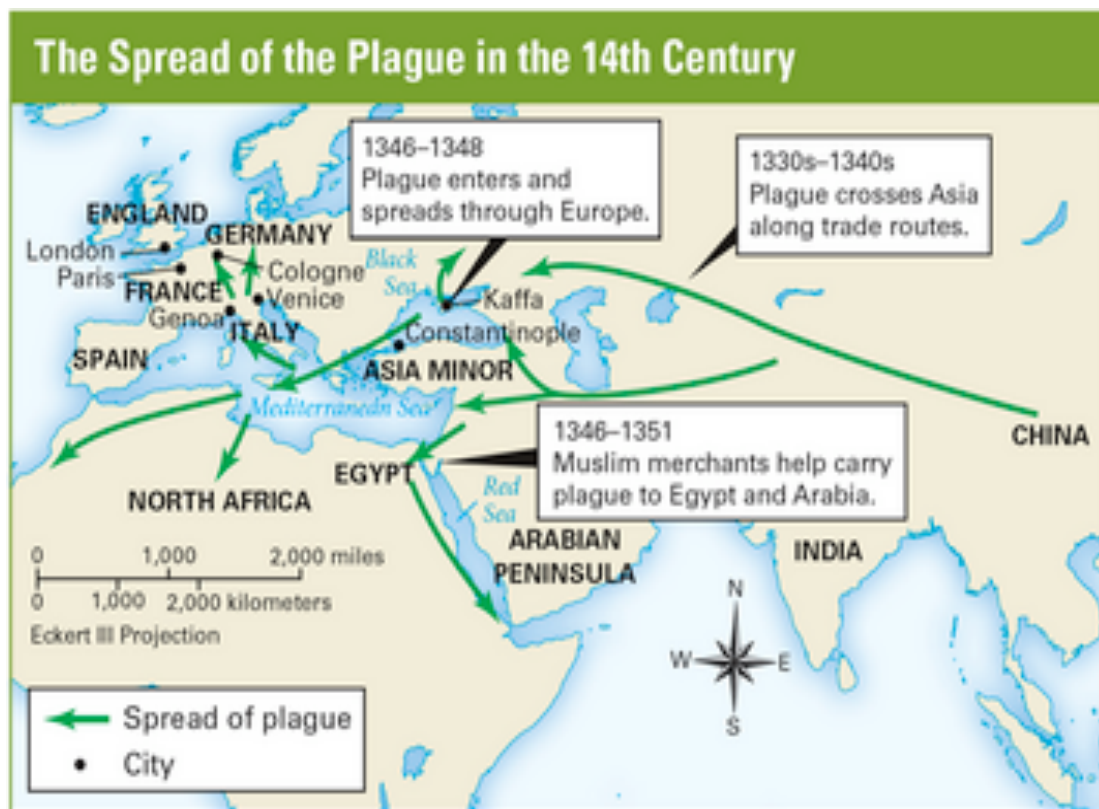 The Spread of the Plague in the 14th Century
1346–1348
Plague enters and
spreads through Europe.
1330s–1340s
Plague crosses Asia
along trade routes.
ENGLAND
London
Paris
GERMANY
Cologne
Venice
FRANCE
Genoa
ITALY
SPAIN
Black
Sea
Kaffa
Constantinople
ASIA MINOR
Mediterranean Sea
CHINA
1346–1351
Muslim merchants help carry
plague to Egypt and Arabia.
EGYPT
NORTH AFRICA
Red
Sea
ARABIAN
PENINSULA
INDIA
0 1,000 2,000 miles
0 1,000 2,000 kilometers
Eckert III Projection
N
W E
S
Spread of plague
City